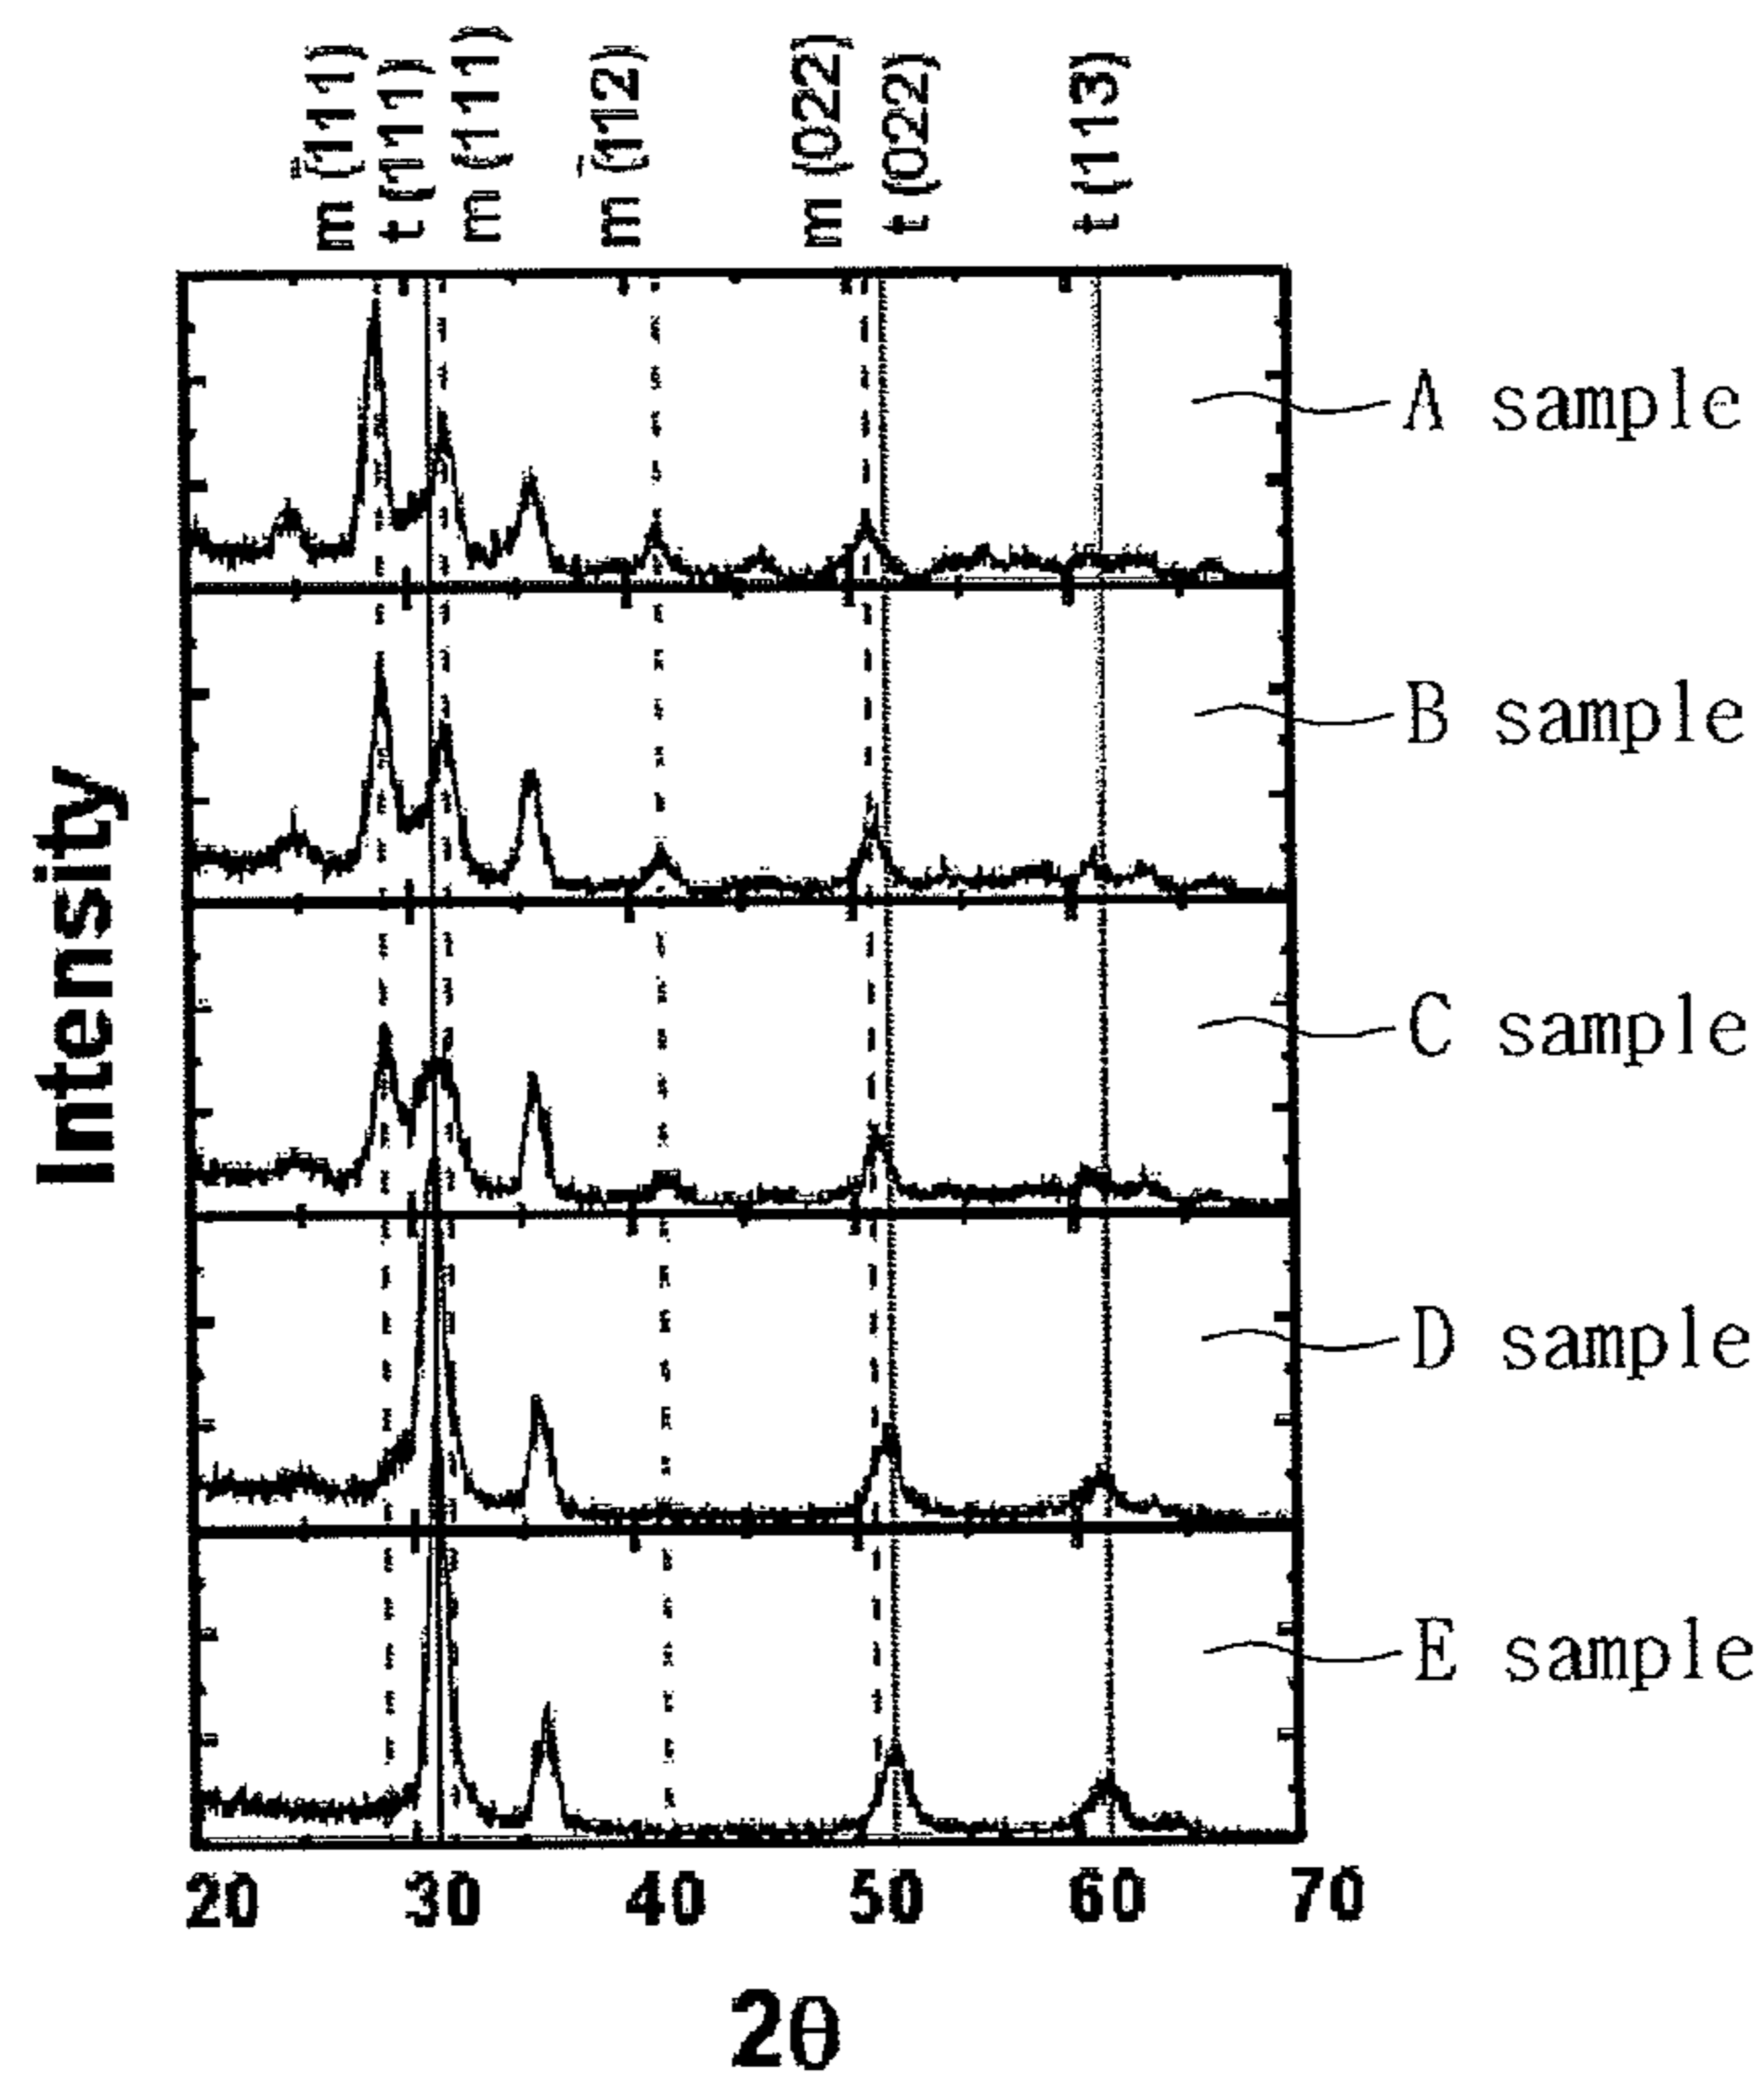 m (1̄11)
t (111)
m (111)
m (1̄12)
m (022)
t (022)
t (113)
A sample
B sample
C sample
D sample
E sample
Intensity
20 30 40 50 60 70
2θ